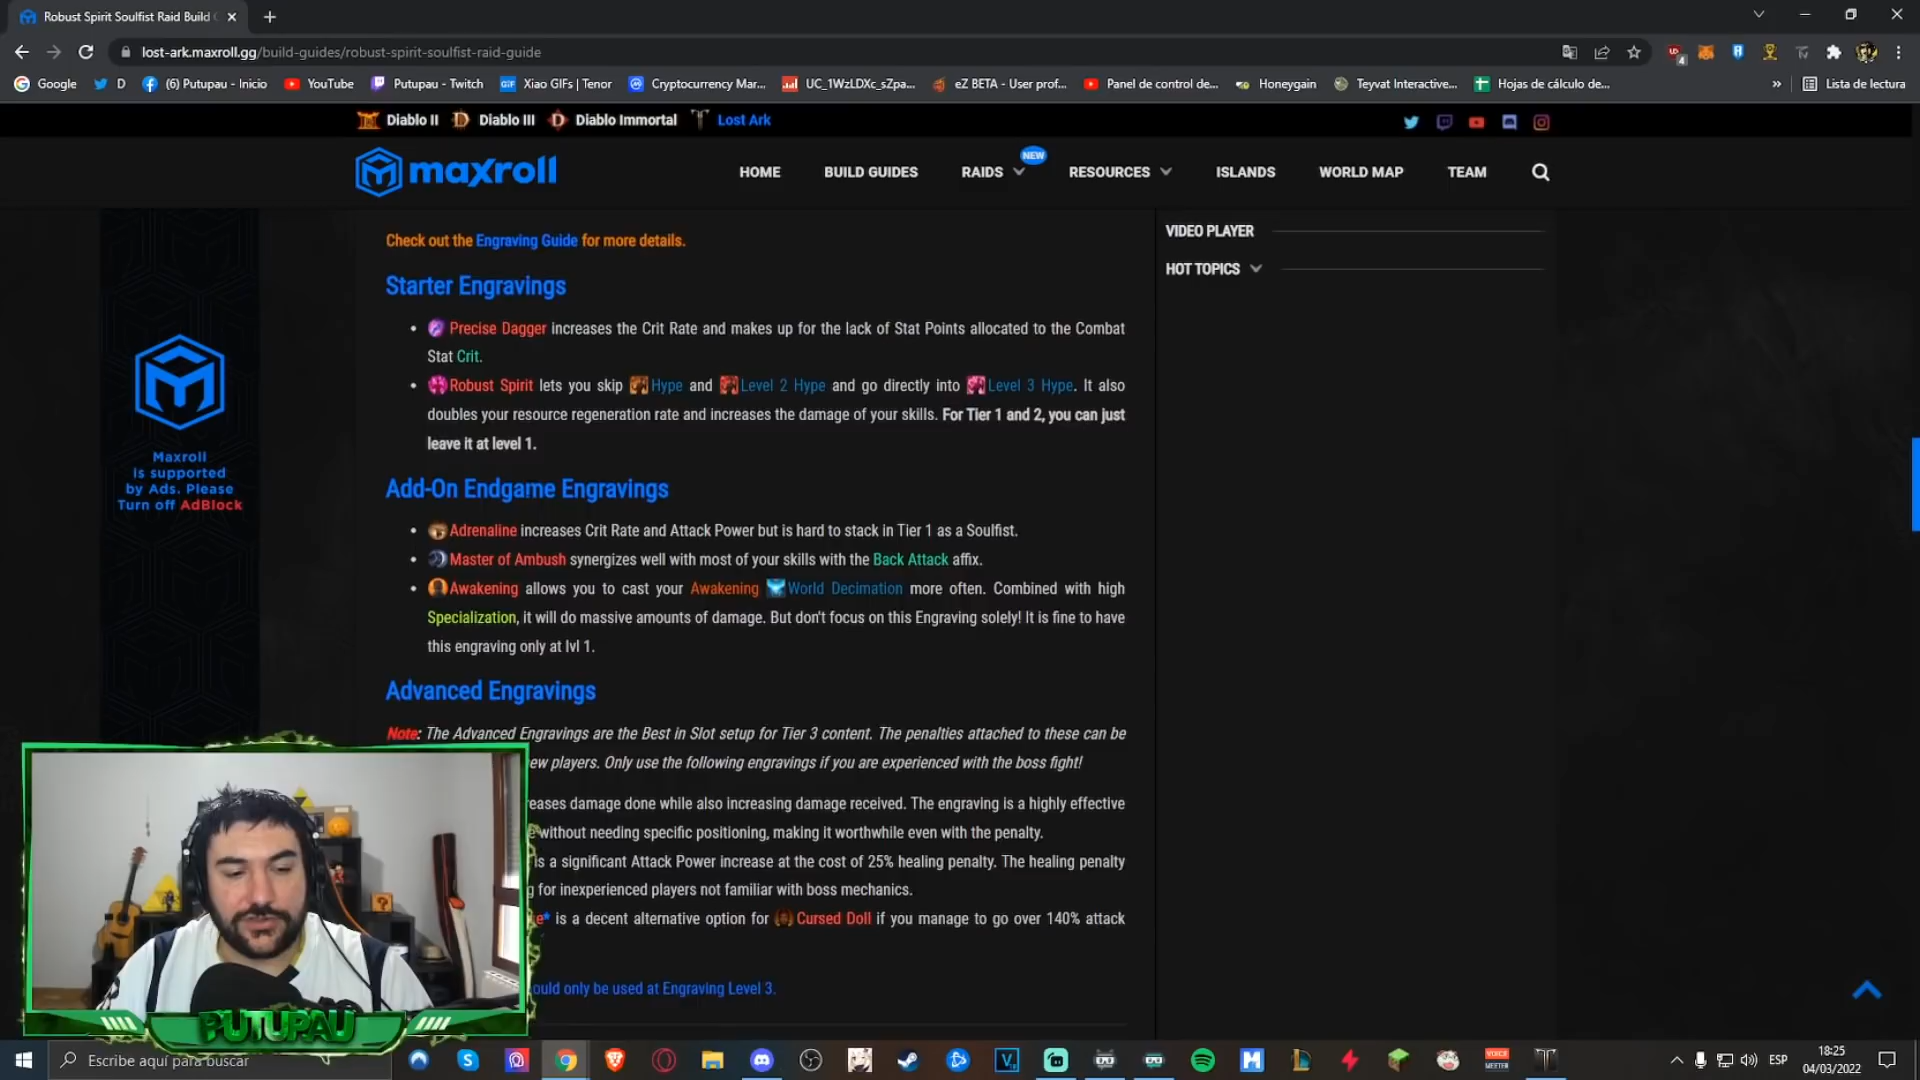 Robust Spirit Soulfist Raid Build
lost-ark.maxroll.gg/build-guides/robust-spirit-soulfist-raid-guide
4
Google
D
(6) Putupau - Inicio
YouTube
Putupau - Twitch
GIF Xiao GIFs | Tenor
Cryptocurrency Mar...
UC_1WzLDXc_sZpa...
eZ BETA - User prof...
Panel de control de...
Honeygain
Teyvat Interactive...
Hojas de cálculo de...
»
Lista de lectura
Diablo II
Diablo III
Diablo Immortal
Lost Ark
maxroll
HOME
BUILD GUIDES
RAIDS
NEW
RESOURCES
ISLANDS
WORLD MAP
TEAM
Check out the Engraving Guide for more details.
Starter Engravings
• Precise Dagger increases the Crit Rate and makes up for the lack of Stat Points allocated to the Combat
Stat Crit.
• Robust Spirit lets you skip Hype and Level 2 Hype and go directly into Level 3 Hype. It also
doubles your resource regeneration rate and increases the damage of your skills. For Tier 1 and 2, you can just
leave it at level 1.
Add-On Endgame Engravings
• Adrenaline increases Crit Rate and Attack Power but is hard to stack in Tier 1 as a Soulfist.
• Master of Ambush synergizes well with most of your skills with the Back Attack affix.
• Awakening allows you to cast your Awakening World Decimation more often. Combined with high
Specialization, it will do massive amounts of damage. But don't focus on this Engraving solely! It is fine to have
this engraving only at lvl 1.
Advanced Engravings
Note: The Advanced Engravings are the Best in Slot setup for Tier 3 content. The penalties attached to these can be
ew players. Only use the following engravings if you are experienced with the boss fight!
reases damage done while also increasing damage received. The engraving is a highly effective
e without needing specific positioning, making it worthwhile even with the penalty.
is a significant Attack Power increase at the cost of 25% healing penalty. The healing penalty
g for inexperienced players not familiar with boss mechanics.
e* is a decent alternative option for Cursed Doll if you manage to go over 140% attack
ould only be used at Engraving Level 3.
VIDEO PLAYER
HOT TOPICS
Maxroll
is supported
by Ads. Please
Turn off AdBlock
PUTUPAU
Escribe aquí para buscar
ESP
18:25
04/03/2022